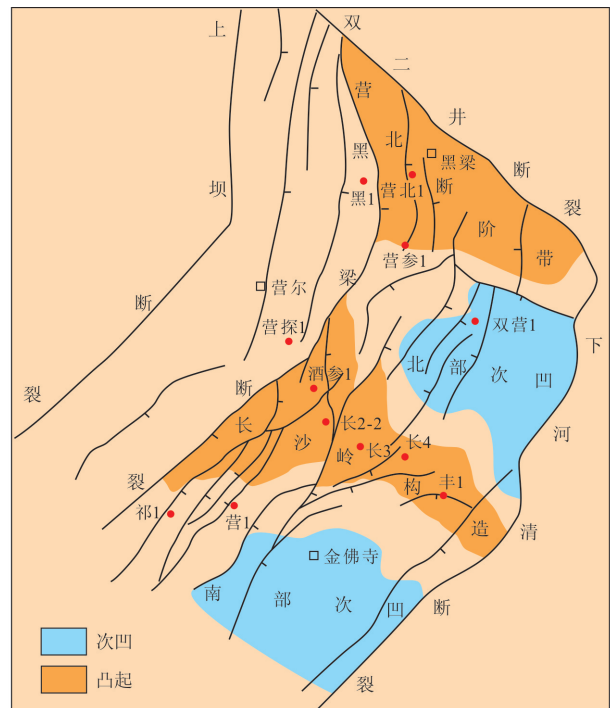 上坝断裂
双二井断裂
黑梁断裂
下河清断裂
营北断阶带
黑梁
黑1
营北1
营参1
营尔
营探1
双营1
北部次凹
酒参1
长2-2
长3
长4
长沙岭构造
丰1
祁1
营1
金佛寺
南部次凹
次凹
凸起